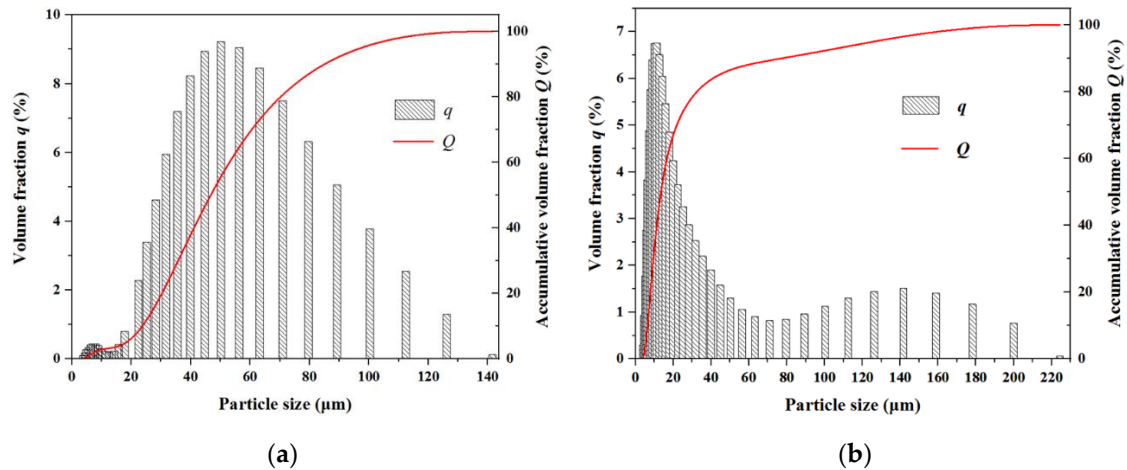 10
8
6
4
2
0
Volume fraction q (%)
100
80
60
40
20
0
Accumulative volume fraction Q (%)
q
Q
0 20 40 60 80 100 120 140
Particle size (μm)
(a)
7
6
5
4
3
2
1
0
Volume fraction q (%)
100
80
60
40
20
0
Accumulative volume fraction Q (%)
q
Q
0 20 40 60 80 100 120 140 160 180 200 220
Particle size (μm)
(b)